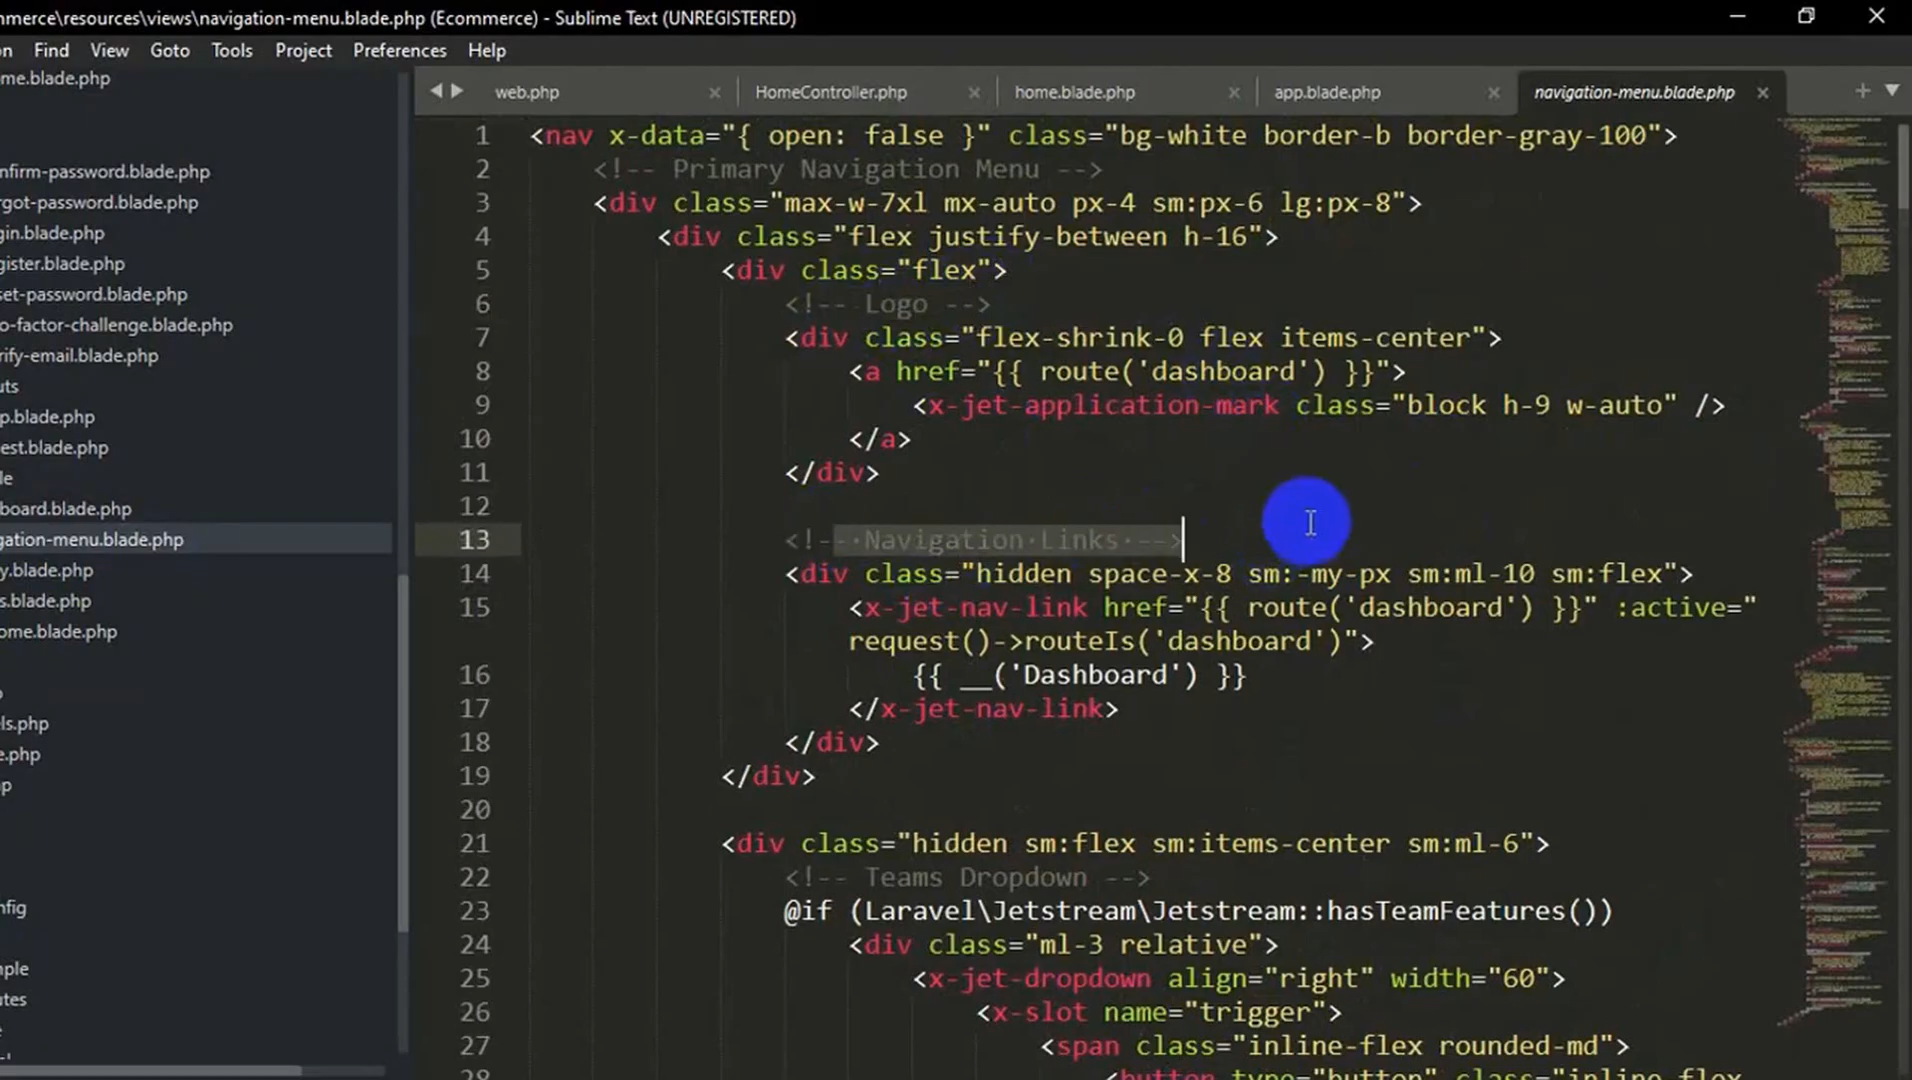 mmerce\resources\views\navigation-menu.blade.php (Ecommerce) - Sublime Text (UNREGISTERED)
on Find View Goto Tools Project Preferences Help
me.blade.php
nfirm-password.blade.php
rgot-password.blade.php
gin.blade.php
gister.blade.php
set-password.blade.php
o-factor-challenge.blade.php
rify-email.blade.php
uts
p.blade.php
est.blade.php
le
board.blade.php
gation-menu.blade.php
y.blade.php
s.blade.php
ome.blade.php
els.php
e.php
p
nfig
mple
utes
web.php HomeController.php home.blade.php app.blade.php navigation-menu.blade.php
1 <nav x-data="{ open: false }" class="bg-white border-b border-gray-100">
2 <!-- Primary Navigation Menu -->
3 <div class="max-w-7xl mx-auto px-4 sm:px-6 lg:px-8">
4 <div class="flex justify-between h-16">
5 <div class="flex">
6 <!-- Logo -->
7 <div class="flex-shrink-0 flex items-center">
8 <a href="{{ route('dashboard') }}">
9 <x-jet-application-mark class="block h-9 w-auto" />
10 </a>
11 </div>
12
13 <!-- Navigation Links -->
14 <div class="hidden space-x-8 sm:-my-px sm:ml-10 sm:flex">
15 <x-jet-nav-link href="{{ route('dashboard') }}" :active="
request()->routeIs('dashboard')">
16 {{ __('Dashboard') }}
17 </x-jet-nav-link>
18 </div>
19 </div>
20
21 <div class="hidden sm:flex sm:items-center sm:ml-6">
22 <!-- Teams Dropdown -->
23 @if (Laravel\Jetstream\Jetstream::hasTeamFeatures())
24 <div class="ml-3 relative">
25 <x-jet-dropdown align="right" width="60">
26 <x-slot name="trigger">
27 <span class="inline-flex rounded-md">
28 <button type="button" class="inline-flex